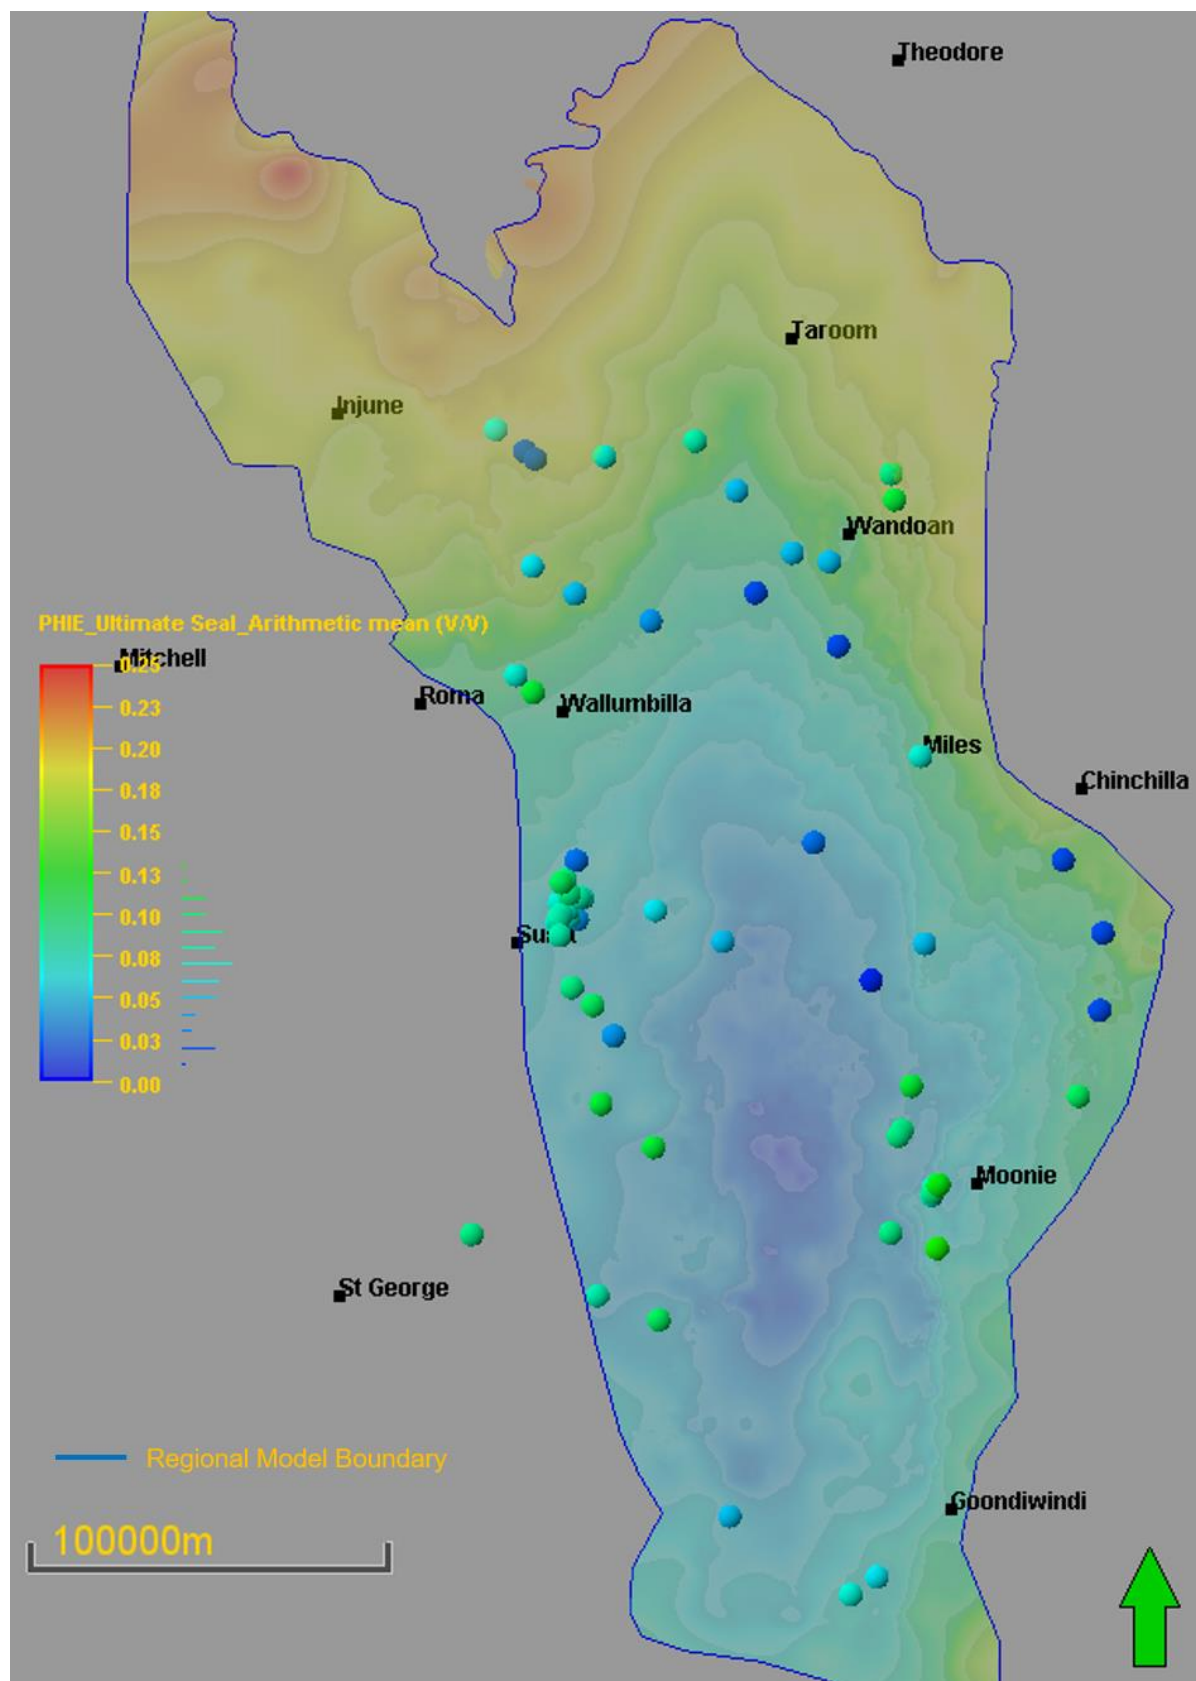 Theodore
Taroom
Injune
Wandoan
PHIE_Ultimate Seal_Arithmetic mean (V/V)
Mitchell
0.25
Roma
Wallumbilla
0.23
0.20
Miles
Chinchilla
0.18
0.15
0.13
0.10
0.08
0.05
0.03
0.00
Moonie
St George
Regional Model Boundary
Goondiwindi
100000m